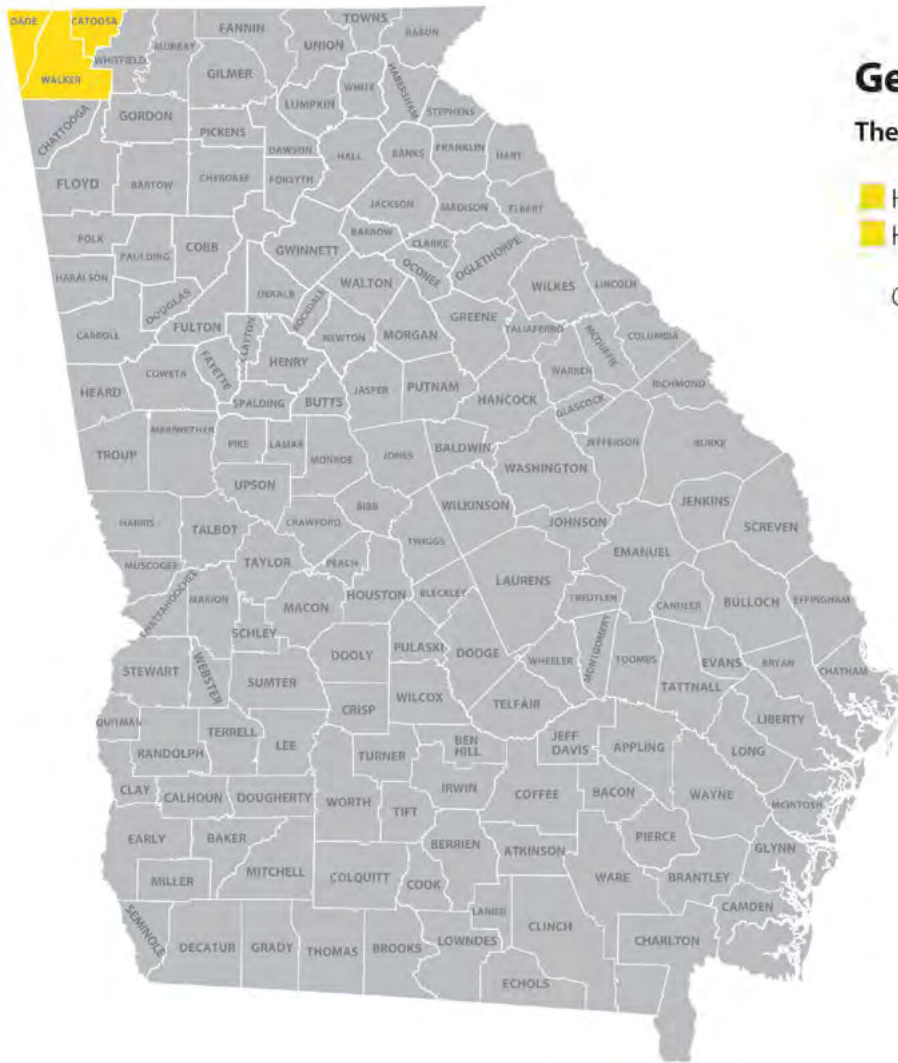 DADE
CATOOSA
FANNIN
TOWNS
RABUN
UNION
MURRAY
WHITFIELD
WALKER
GILMER
WHITE
HABERSHAM
LUMPKIN
STEPHENS
CHATTOOGA
GORDON
PICKENS
DAWSON
HALL
BANKS
FRANKLIN
HART
FLOYD
BARTOW
CHEROKEE
FORSYTH
JACKSON
MADISON
ELBERT
POLK
PAULDING
COBB
GWINNETT
BARROW
CLARKE
OCONEE
OGLETHORPE
HARALSON
DOUGLAS
DEKALB
WALTON
WILKES
LINCOLN
CARROLL
FULTON
CLAYTON
ROCKDALE
NEWTON
MORGAN
GREENE
TALIAFERRO
MCDUFFIE
COLUMBIA
HEARD
COWETA
FAYETTE
HENRY
JASPER
PUTNAM
HANCOCK
WARREN
GLASCOCK
RICHMOND
SPALDING
BUTTS
TROUP
MERIWETHER
PIKE
LAMAR
MONROE
JONES
BALDWIN
WASHINGTON
JEFFERSON
BURKE
UPSON
BIBB
WILKINSON
JENKINS
SCREVEN
HARRIS
TALBOT
CRAWFORD
TWIGGS
JOHNSON
EMANUEL
MUSCOGEE
TAYLOR
PEACH
LAURENS
CHATTAHOOCHEE
MARION
MACON
HOUSTON
BLECKLEY
TREUTLEN
CANDLER
BULLOCH
EFFINGHAM
SCHLEY
DOOLY
PULASKI
DODGE
WHEELER
MONTGOMERY
TOOMBS
EVANS
BRYAN
CHATHAM
STEWART
WEBSTER
SUMTER
WILCOX
TATTNALL
CRISP
TELFAIR
LIBERTY
QUITMAN
RANDOLPH
TERRELL
LEE
TURNER
BEN
HILL
JEFF
DAVIS
APPLING
LONG
CLAY
CALHOUN
DOUGHERTY
WORTH
TIFT
IRWIN
COFFEE
BACON
WAYNE
MCINTOSH
EARLY
BAKER
BERRIEN
ATKINSON
PIERCE
GLYNN
MILLER
MITCHELL
COLQUITT
COOK
WARE
BRANTLEY
SEMINOLE
LANIER
CLINCH
CAMDEN
DECATUR
GRADY
THOMAS
BROOKS
LOWNDES
CHARLTON
ECHOLS
Ge
The
H
H